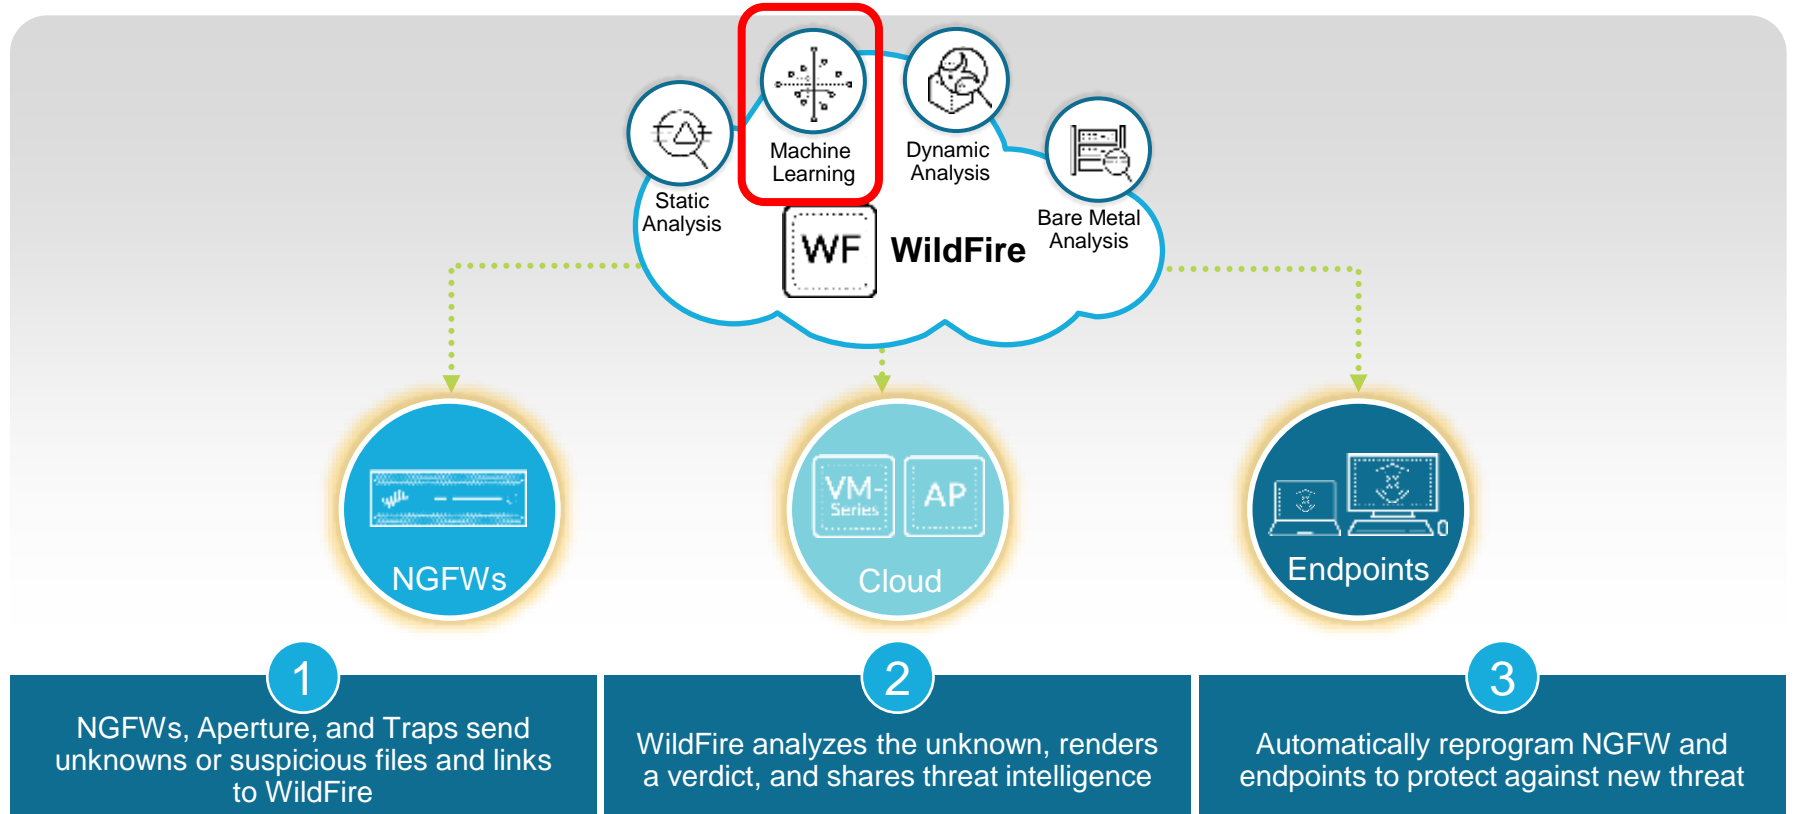 Machine
Learning
Dynamic
Analysis
Static
Analysis
Bare Metal
Analysis
WF
WildFire
VM-
Series
AP
NGFWs
Cloud
Endpoints
1
NGFWs, Aperture, and Traps send
unknowns or suspicious files and links
to WildFire
2
WildFire analyzes the unknown, renders
a verdict, and shares threat intelligence
3
Automatically reprogram NGFW and
endpoints to protect against new threat